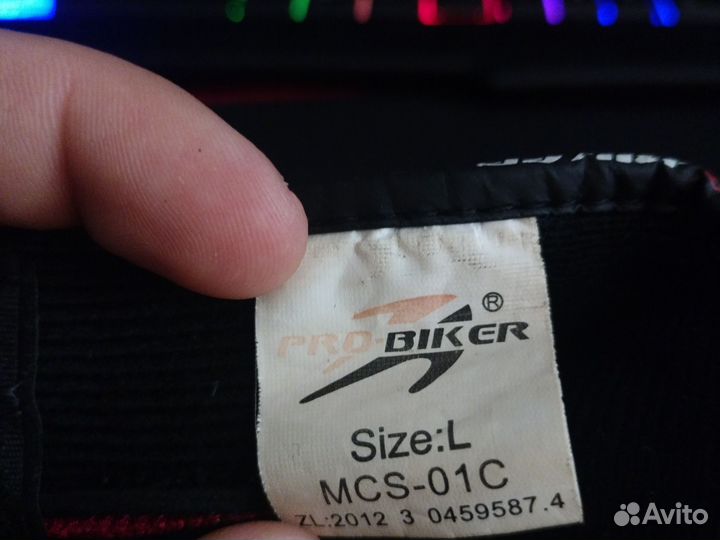 PRO-BIKER ®
Size:L
MCS-01C
ZL:2012 3 0459587.4
Avito